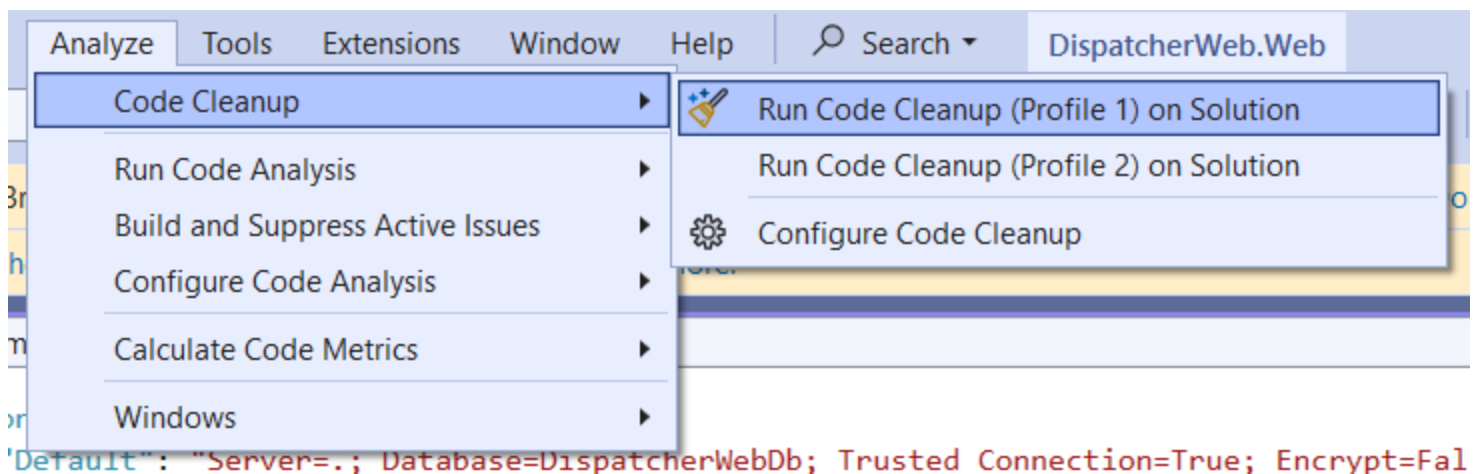 Analyze Tools Extensions Window Help Search DispatcherWeb.Web
Code Cleanup
Run Code Cleanup (Profile 1) on Solution
Run Code Cleanup (Profile 2) on Solution
Configure Code Cleanup
Run Code Analysis
Build and Suppress Active Issues
Configure Code Analysis
Calculate Code Metrics
Windows
"Default": "Server=.; Database=DispatcherWebDb; Trusted_Connection=True; Encrypt=Fal